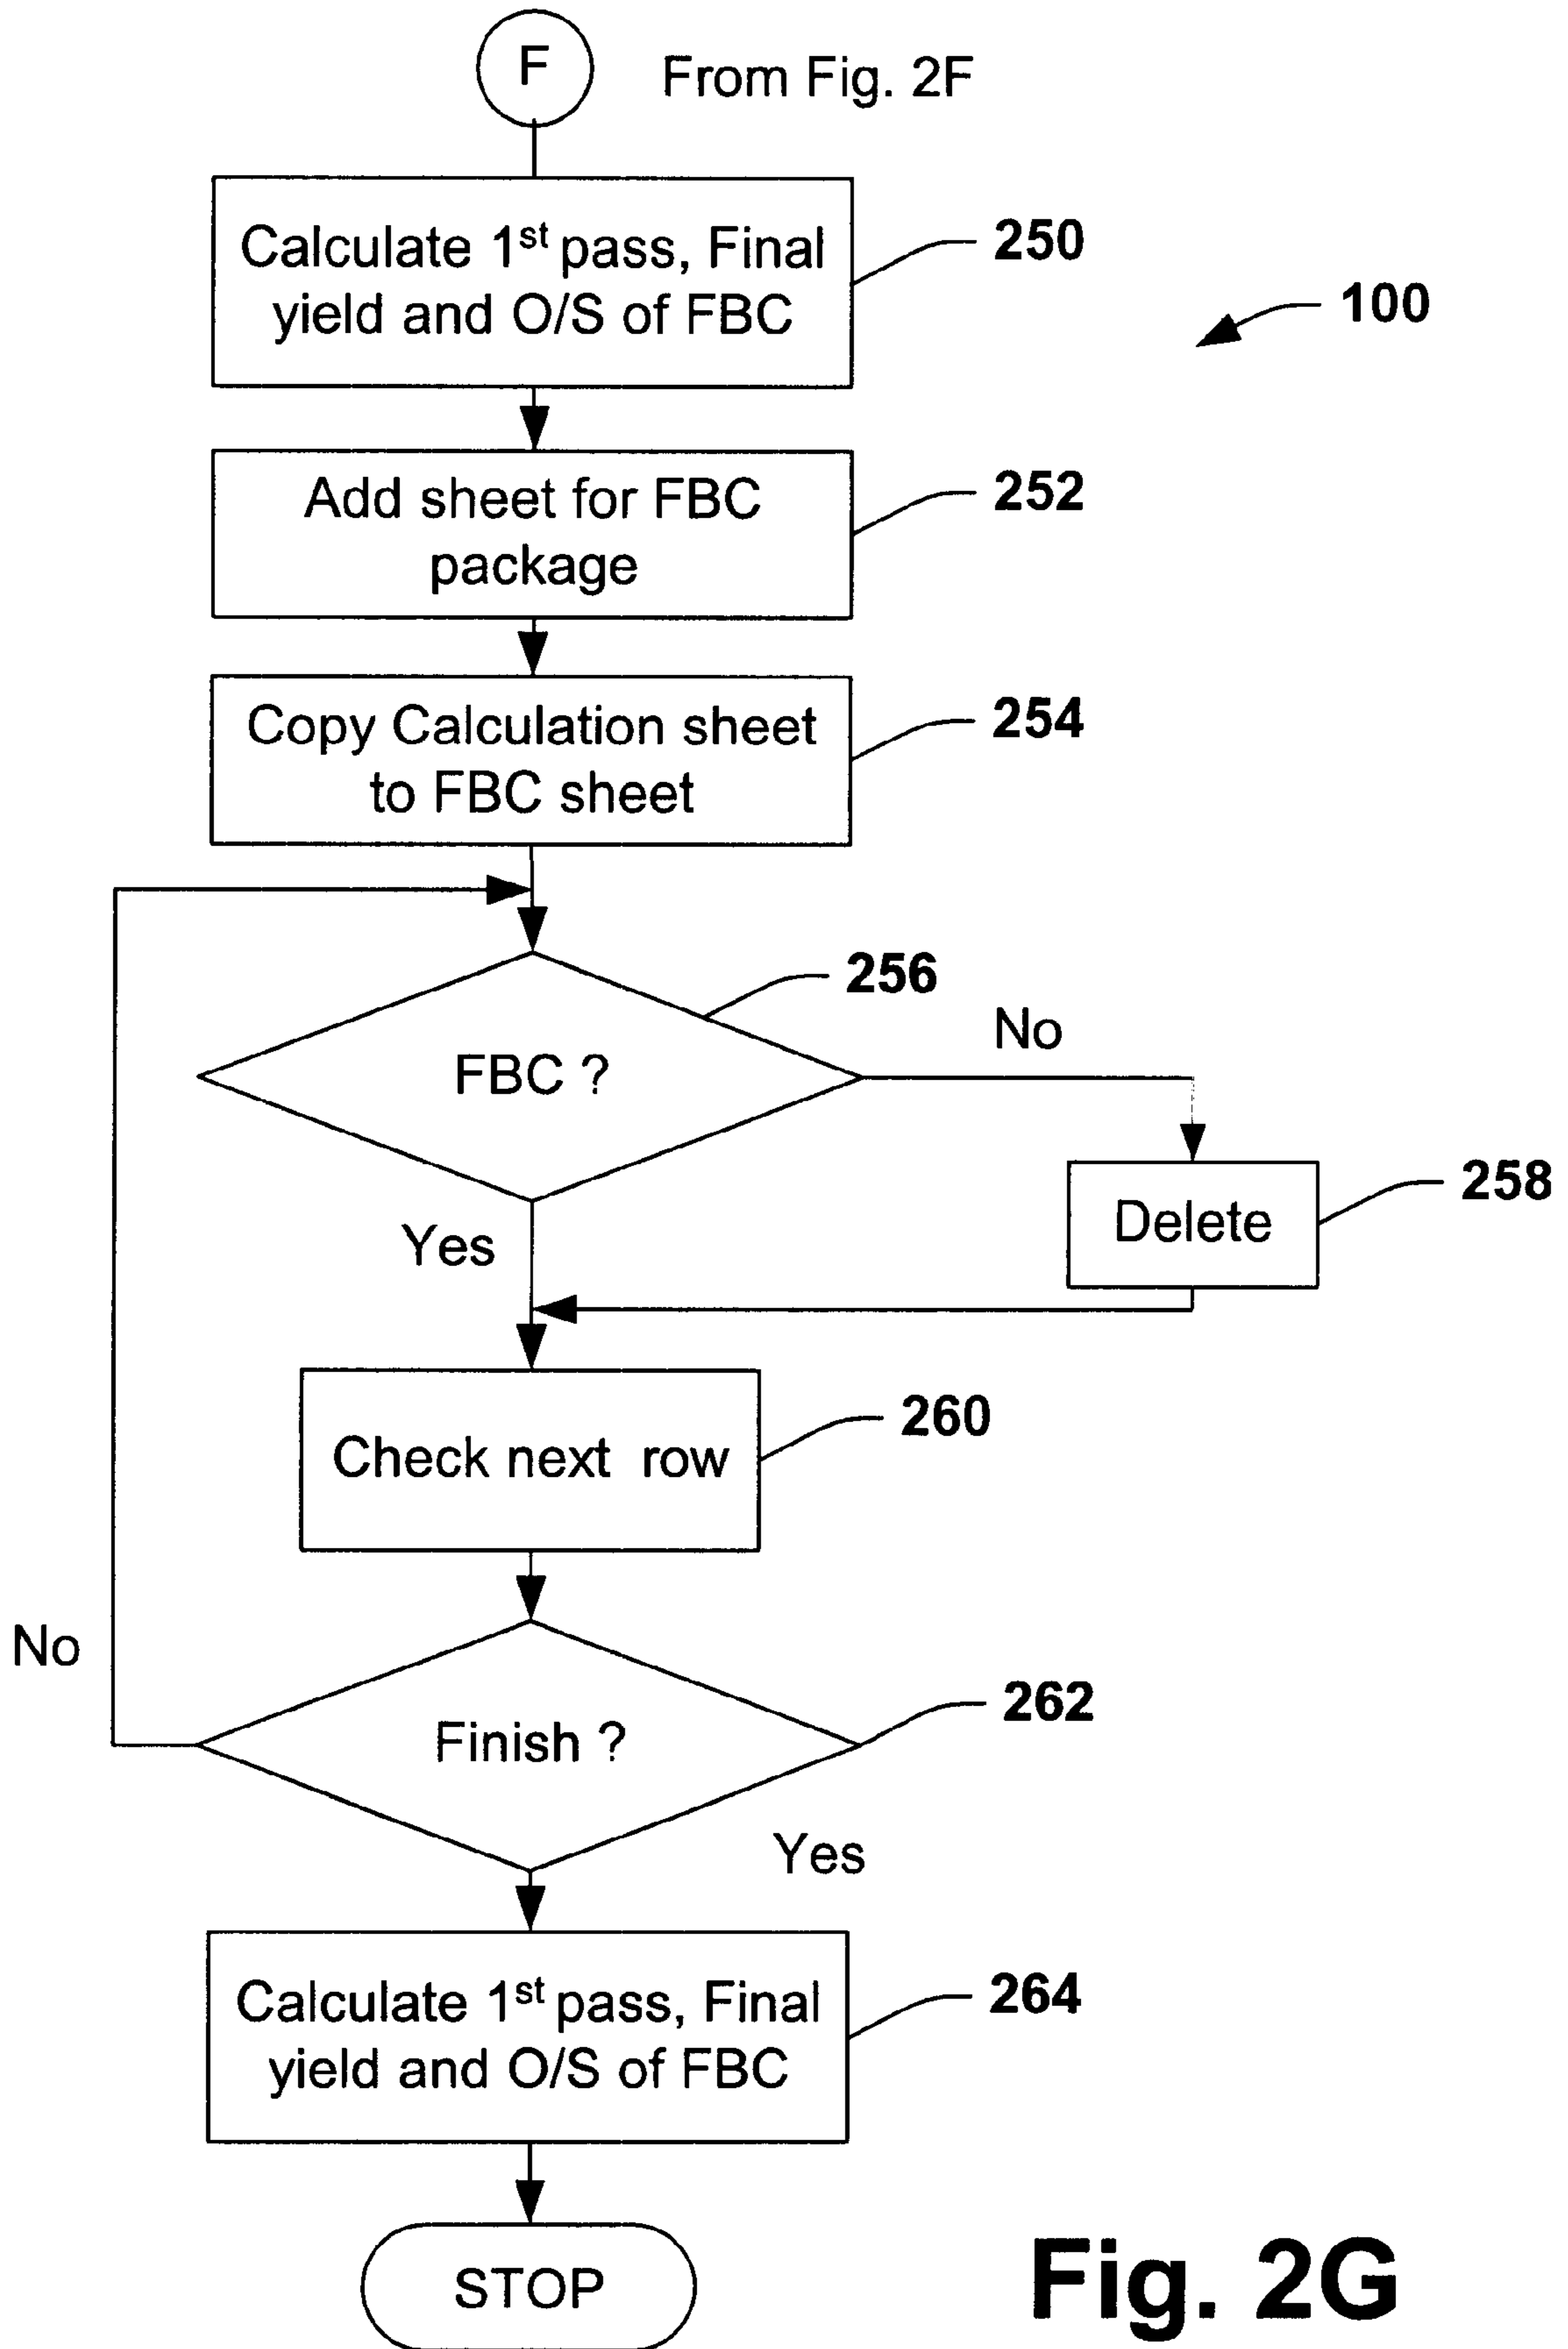 F
From Fig. 2F
Calculate 1st pass, Final
yield and O/S of FBC
250
100
Add sheet for FBC
package
252
Copy Calculation sheet
to FBC sheet
254
256
FBC ?
No
Yes
Delete
258
Check next row
260
No
Finish ?
262
Yes
Calculate 1st pass, Final
yield and O/S of FBC
264
STOP
Fig. 2G